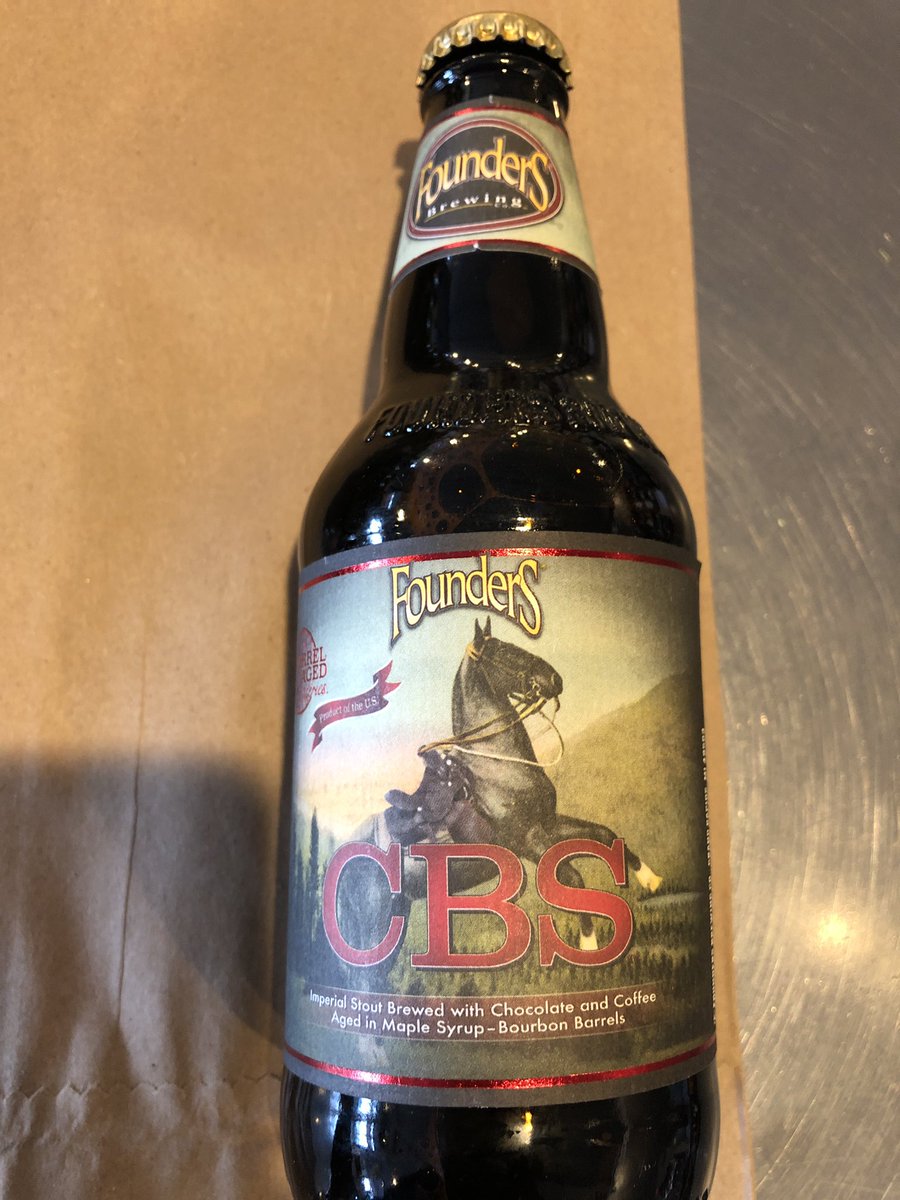 Founders
Brewing
Founders
Product of the U.S.
CBS
Imperial Stout Brewed with Chocolate and Coffee
Aged in Maple Syrup–Bourbon Barrels